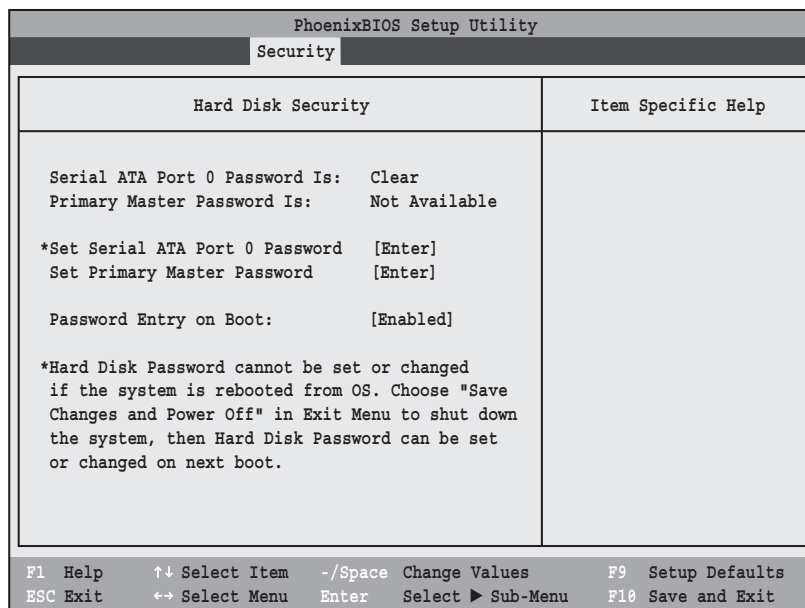 PhoenixBIOS Setup Utility
Security
Hard Disk Security
Item Specific Help
Serial ATA Port 0 Password Is: Clear
Primary Master Password Is: Not Available
*Set Serial ATA Port 0 Password [Enter]
Set Primary Master Password [Enter]
Password Entry on Boot: [Enabled]
*Hard Disk Password cannot be set or changed
if the system is rebooted from OS. Choose "Save
Changes and Power Off" in Exit Menu to shut down
the system, then Hard Disk Password can be set
or changed on next boot.
F1 Help ↑↓ Select Item -/Space Change Values F9 Setup Defaults
ESC Exit ←→ Select Menu Enter Select ▶ Sub-Menu F10 Save and Exit